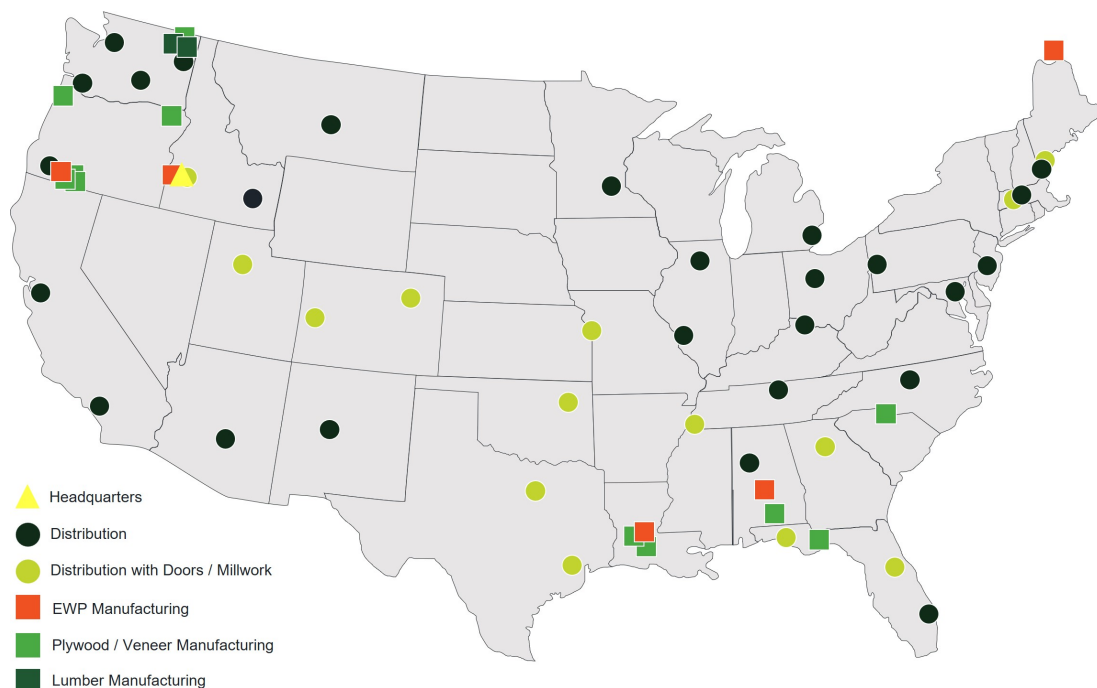 Headquarters
Distribution
Distribution with Doors / Millwork
EWP Manufacturing
Plywood / Veneer Manufacturing
Lumber Manufacturing